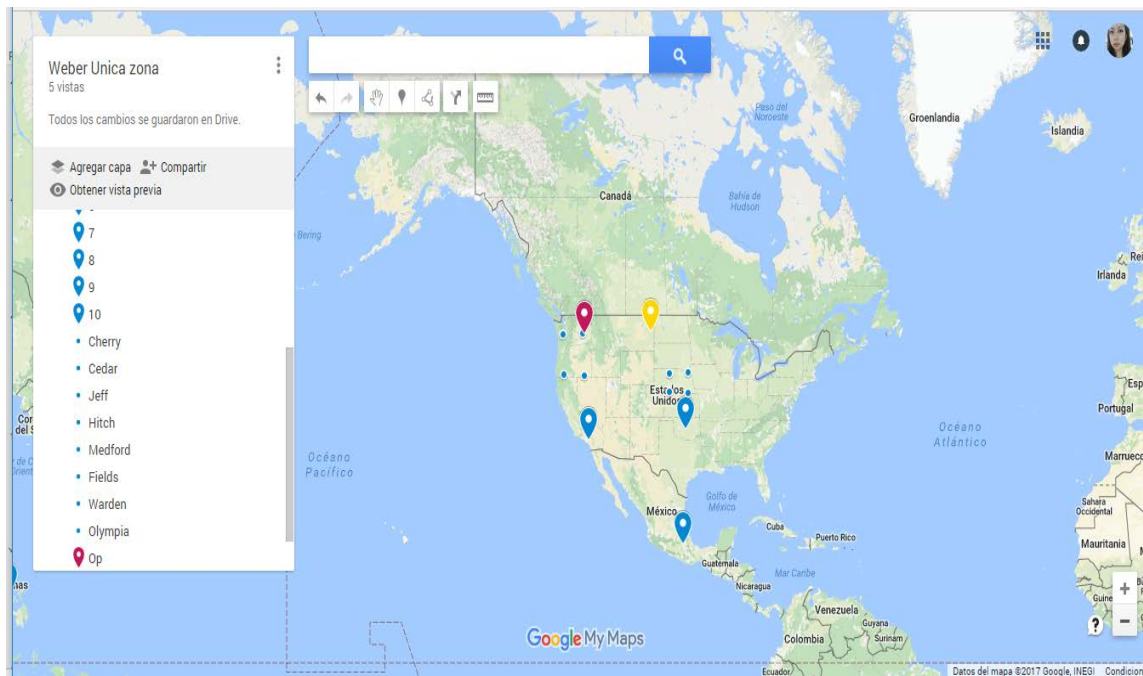 Weber Unica zona
5 vistas
Todos los cambios se guardaron en Drive.
Agregar capa Compartir
Obtener vista previa
7
8
9
10
Cherry
Cedar
Jeff
Hitch
Medford
Fields
Warden
Olympia
Op
Paso del
Noroeste
Groenlandia
Islandia
Canadá
Bahía de
Hudson
Bering
Irlanda
Estados
Unidos
Portugal
Océano
Atlántico
Marruec
Océano
Pacífico
Golfo de
México
México
Sahara
Occidental
Cuba
Puerto Rico
Mauritania
Guatemala
Mar Caribe
Nicaragua
Guine
Venezuela
Guyana
Colombia
Surinam
Google My Maps
Ecuador
?
+
−
Datos del mapa ©2017 Google, INEGI Condicion